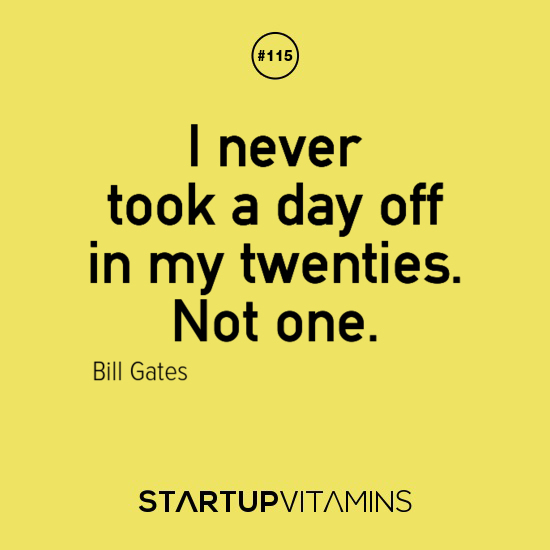 #115
I never
took a day off
in my twenties.
Not one.
Bill Gates
STARTUPVITAMINS